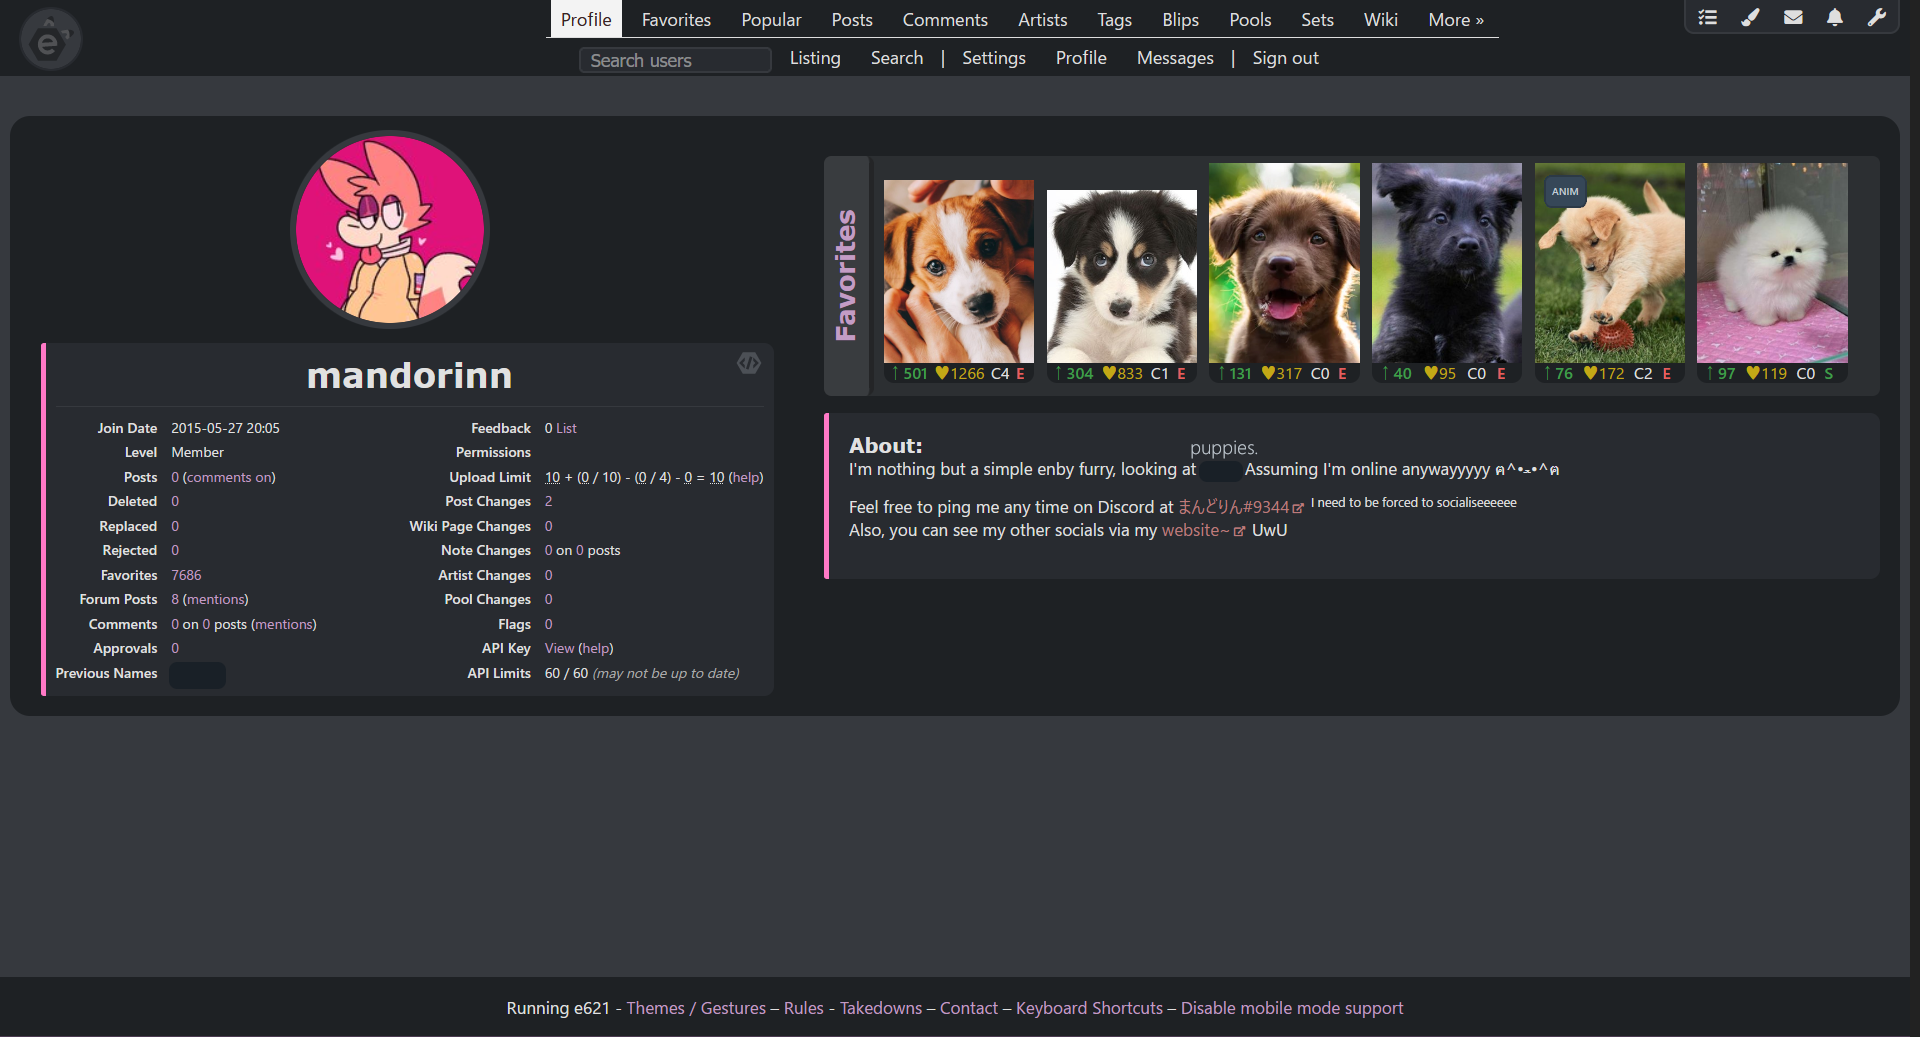 Profile Favorites Popular Posts Comments Artists Tags Blips Pools Sets Wiki More »
Search users Listing Search | Settings Profile Messages | Sign out
e
mandorinn
Join Date 2015-05-27 20:05
Level Member
Posts 0 (comments on)
Deleted 0
Replaced 0
Rejected 0
Favorites 7686
Forum Posts 8 (mentions)
Comments 0 on 0 posts (mentions)
Approvals 0
Previous Names
Feedback 0 List
Permissions
Upload Limit 10 + (0 / 10) - (0 / 4) - 0 = 10 (help)
Post Changes 2
Wiki Page Changes 0
Note Changes 0 on 0 posts
Artist Changes 0
Pool Changes 0
Flags 0
API Key View (help)
API Limits 60 / 60 (may not be up to date)
Favorites
ANIM
↑501 ♥1266 C4 E
↑304 ♥833 C1 E
↑131 ♥317 C0 E
↑40 ♥95 C0 E
↑76 ♥172 C2 E
↑97 ♥119 C0 S
About:
puppies.
I'm nothing but a simple enby furry, looking at Assuming I'm online anywayyyyy ฅ^•ﻌ•^ฅ
Feel free to ping me any time on Discord at まんどりん#9344 I need to be forced to socialiseeeeee
Also, you can see my other socials via my website~ UwU
Running e621 - Themes / Gestures – Rules - Takedowns – Contact – Keyboard Shortcuts – Disable mobile mode support